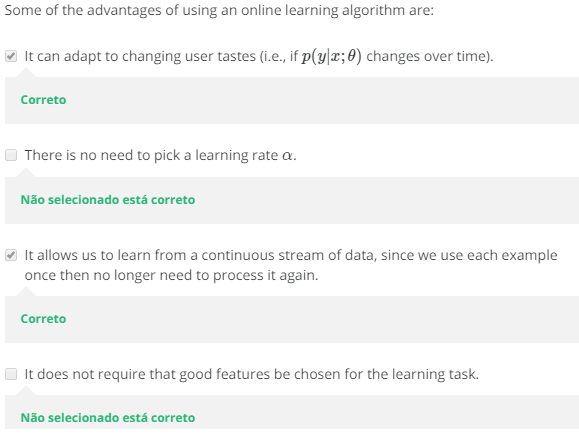 Some of the advantages of using an online learning algorithm are:
It can adapt to changing user tastes (i.e., if p(y|x; θ) changes over time).
Correto
There is no need to pick a learning rate α.
Não selecionado está correto
It allows us to learn from a continuous stream of data, since we use each example
once then no longer need to process it again.
Correto
It does not require that good features be chosen for the learning task.
Não selecionado está correto